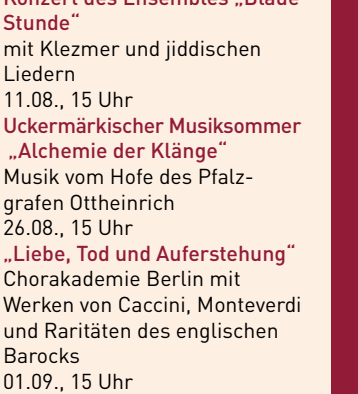 Konzert des Ensembles „Blaue
Stunde“
mit Klezmer und jiddischen
Liedern
11.08., 15 Uhr
Uckermärkischer Musiksommer
„Alchemie der Klänge“
Musik vom Hofe des Pfalz-
grafen Ottheinrich
26.08., 15 Uhr
„Liebe, Tod und Auferstehung“
Chorakademie Berlin mit
Werken von Caccini, Monteverdi
und Raritäten des englischen
Barocks
01.09., 15 Uhr